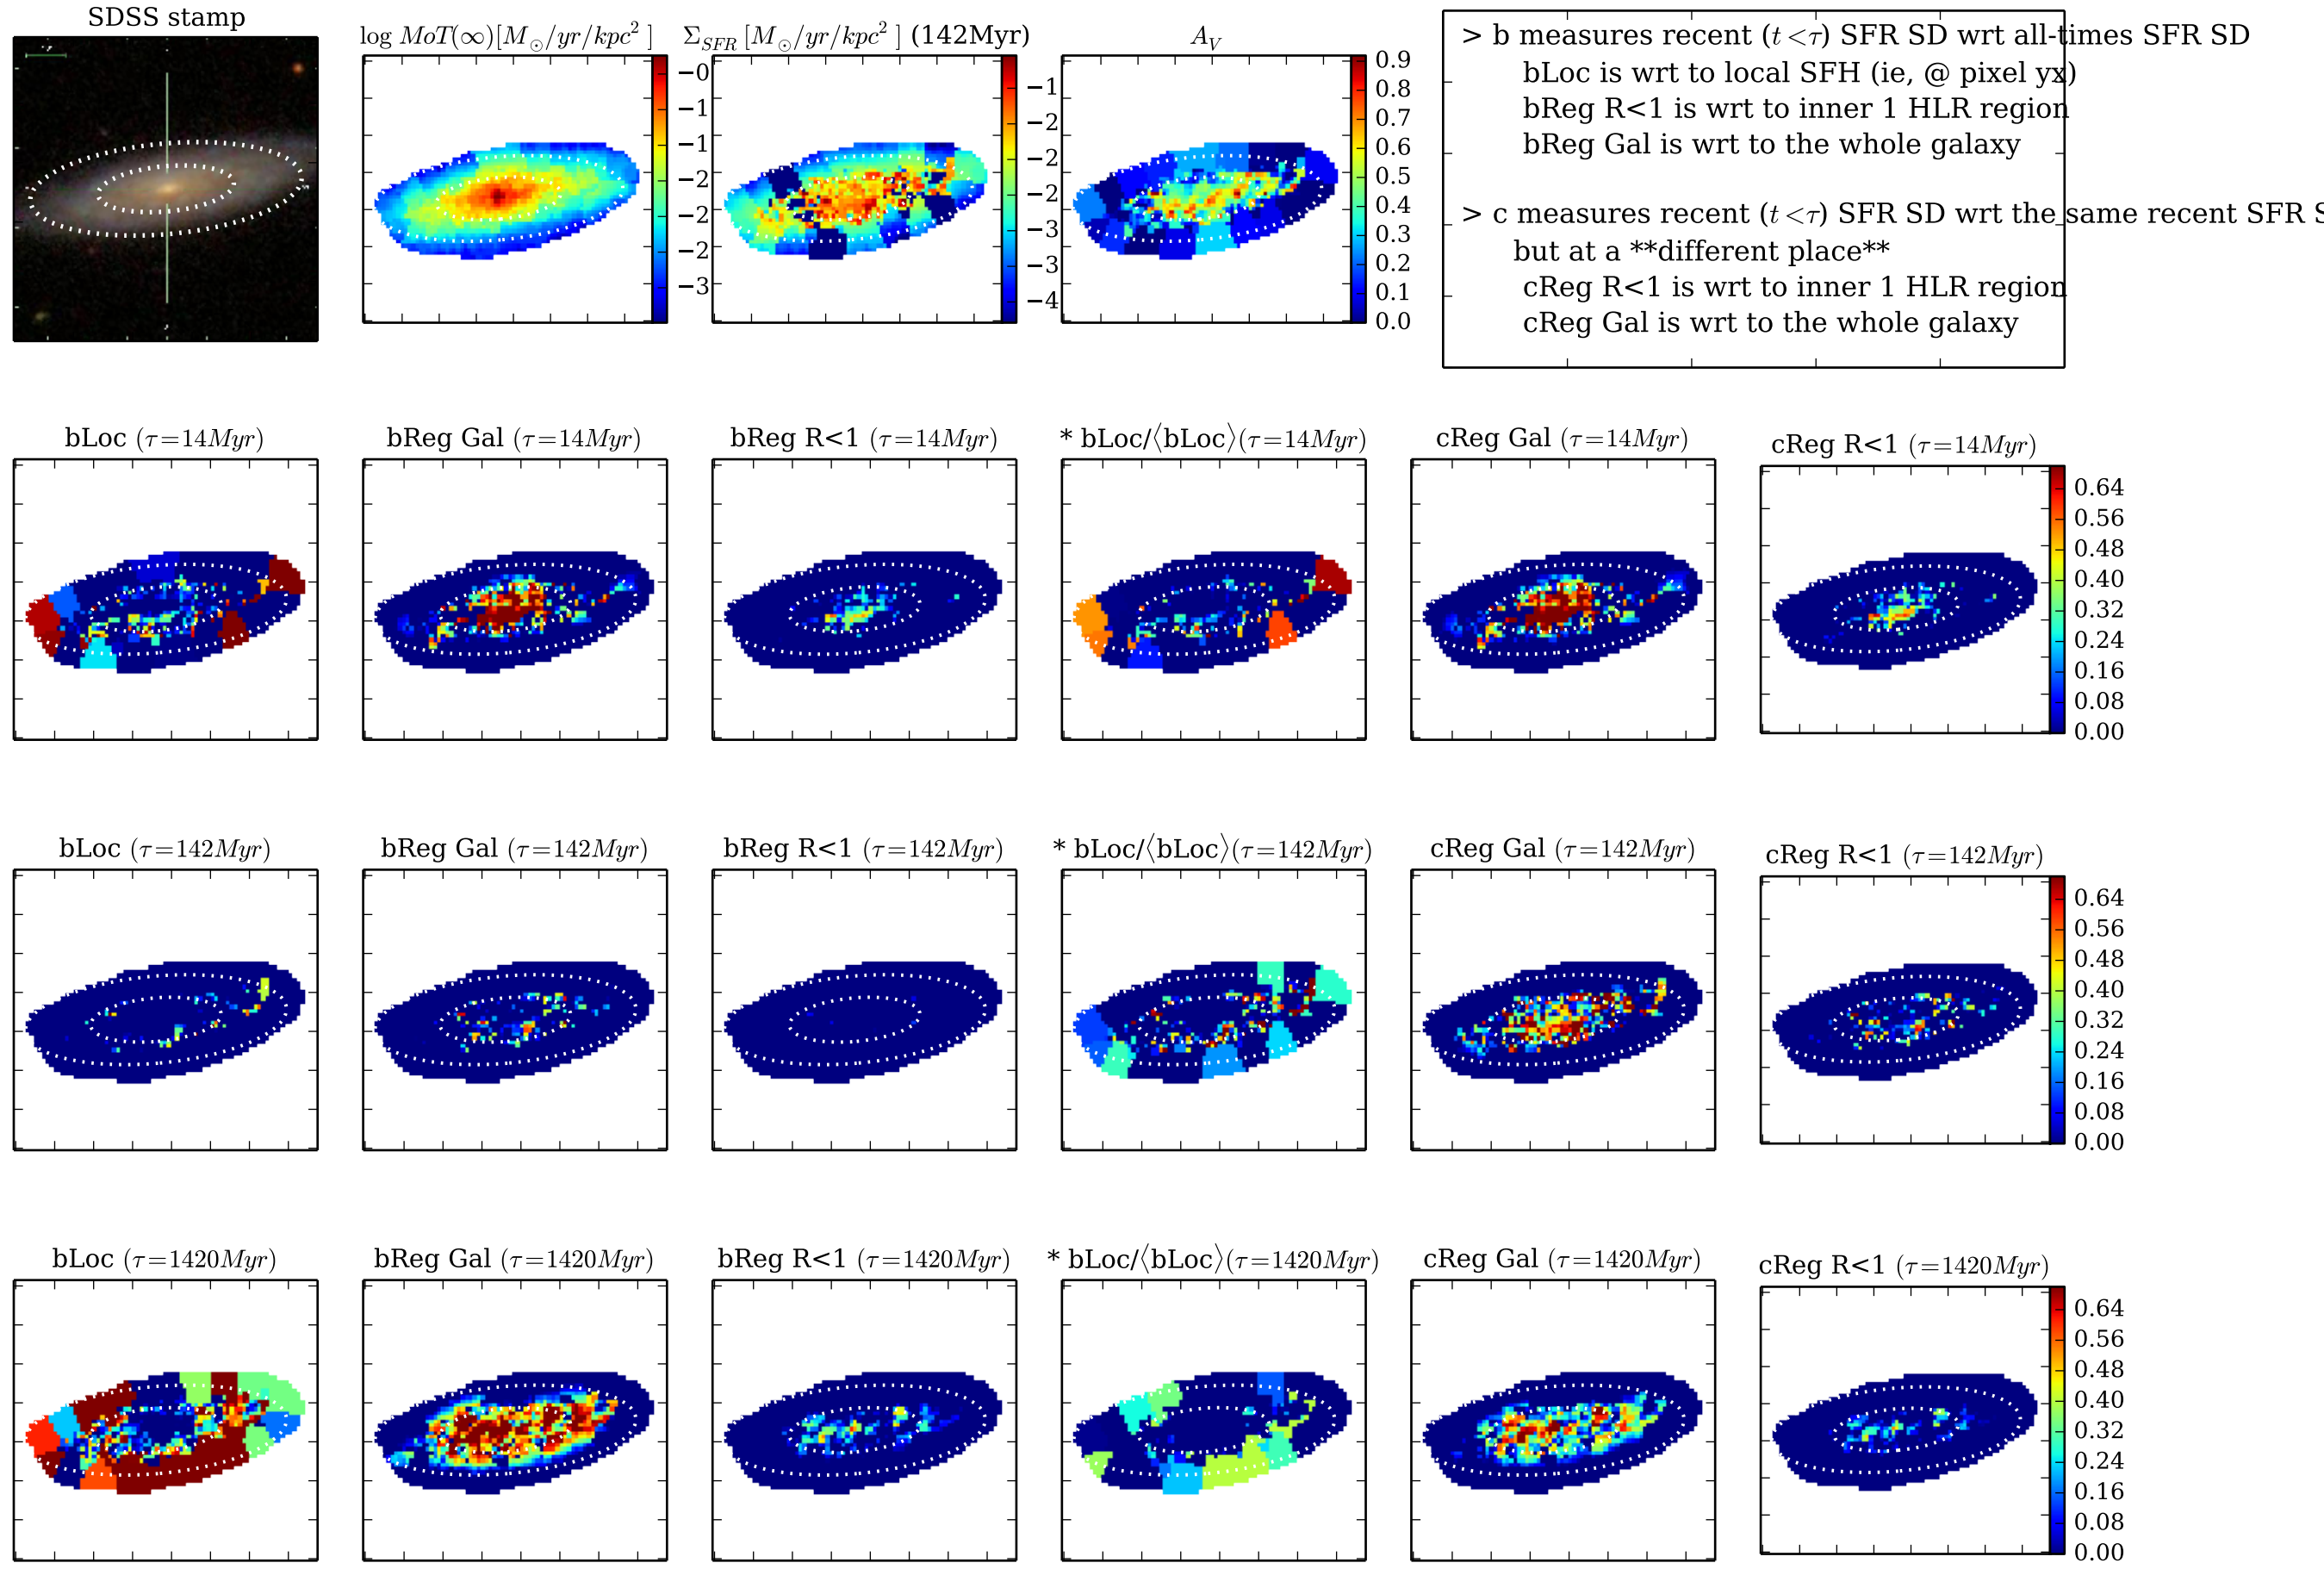 SDSS stamp
log MoT(∞)[M⊙/yr/kpc²]
Σ_SFR [M⊙/yr/kpc²] (142Myr)
A_V
−0
−1
−1
−2
−2
−2
−3
−1
−2
−2
−2
−3
−3
−4
0.9
0.8
0.7
0.6
0.5
0.4
0.3
0.2
0.1
0.0
> b measures recent (t<τ) SFR SD wrt all-times SFR SD
bLoc is wrt to local SFH (ie, @ pixel yx)
bReg R<1 is wrt to inner 1 HLR region
bReg Gal is wrt to the whole galaxy
> c measures recent (t<τ) SFR SD wrt the same recent SFR S
but at a **different place**
cReg R<1 is wrt to inner 1 HLR region
cReg Gal is wrt to the whole galaxy
bLoc (τ=14Myr)
bReg Gal (τ=14Myr)
bReg R<1 (τ=14Myr)
* bLoc/⟨bLoc⟩(τ=14Myr)
cReg Gal (τ=14Myr)
cReg R<1 (τ=14Myr)
0.64
0.56
0.48
0.40
0.32
0.24
0.16
0.08
0.00
bLoc (τ=142Myr)
bReg Gal (τ=142Myr)
bReg R<1 (τ=142Myr)
* bLoc/⟨bLoc⟩(τ=142Myr)
cReg Gal (τ=142Myr)
cReg R<1 (τ=142Myr)
0.64
0.56
0.48
0.40
0.32
0.24
0.16
0.08
0.00
bLoc (τ=1420Myr)
bReg Gal (τ=1420Myr)
bReg R<1 (τ=1420Myr)
* bLoc/⟨bLoc⟩(τ=1420Myr)
cReg Gal (τ=1420Myr)
cReg R<1 (τ=1420Myr)
0.64
0.56
0.48
0.40
0.32
0.24
0.16
0.08
0.00